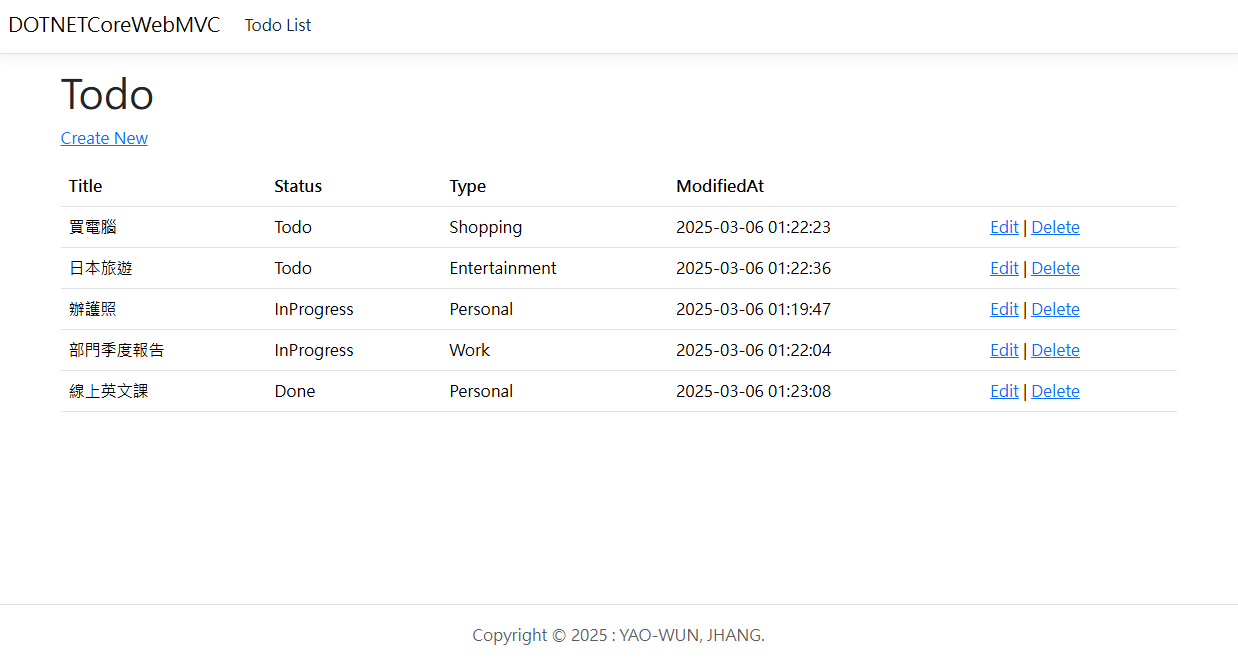 DOTNETCoreWebMVC Todo List
Todo
Create New
Title Status Type ModifiedAt
買電腦 Todo Shopping 2025-03-06 01:22:23 Edit | Delete
日本旅遊 Todo Entertainment 2025-03-06 01:22:36 Edit | Delete
辦護照 InProgress Personal 2025-03-06 01:19:47 Edit | Delete
部門季度報告 InProgress Work 2025-03-06 01:22:04 Edit | Delete
線上英文課 Done Personal 2025-03-06 01:23:08 Edit | Delete
Copyright © 2025 : YAO-WUN, JHANG.